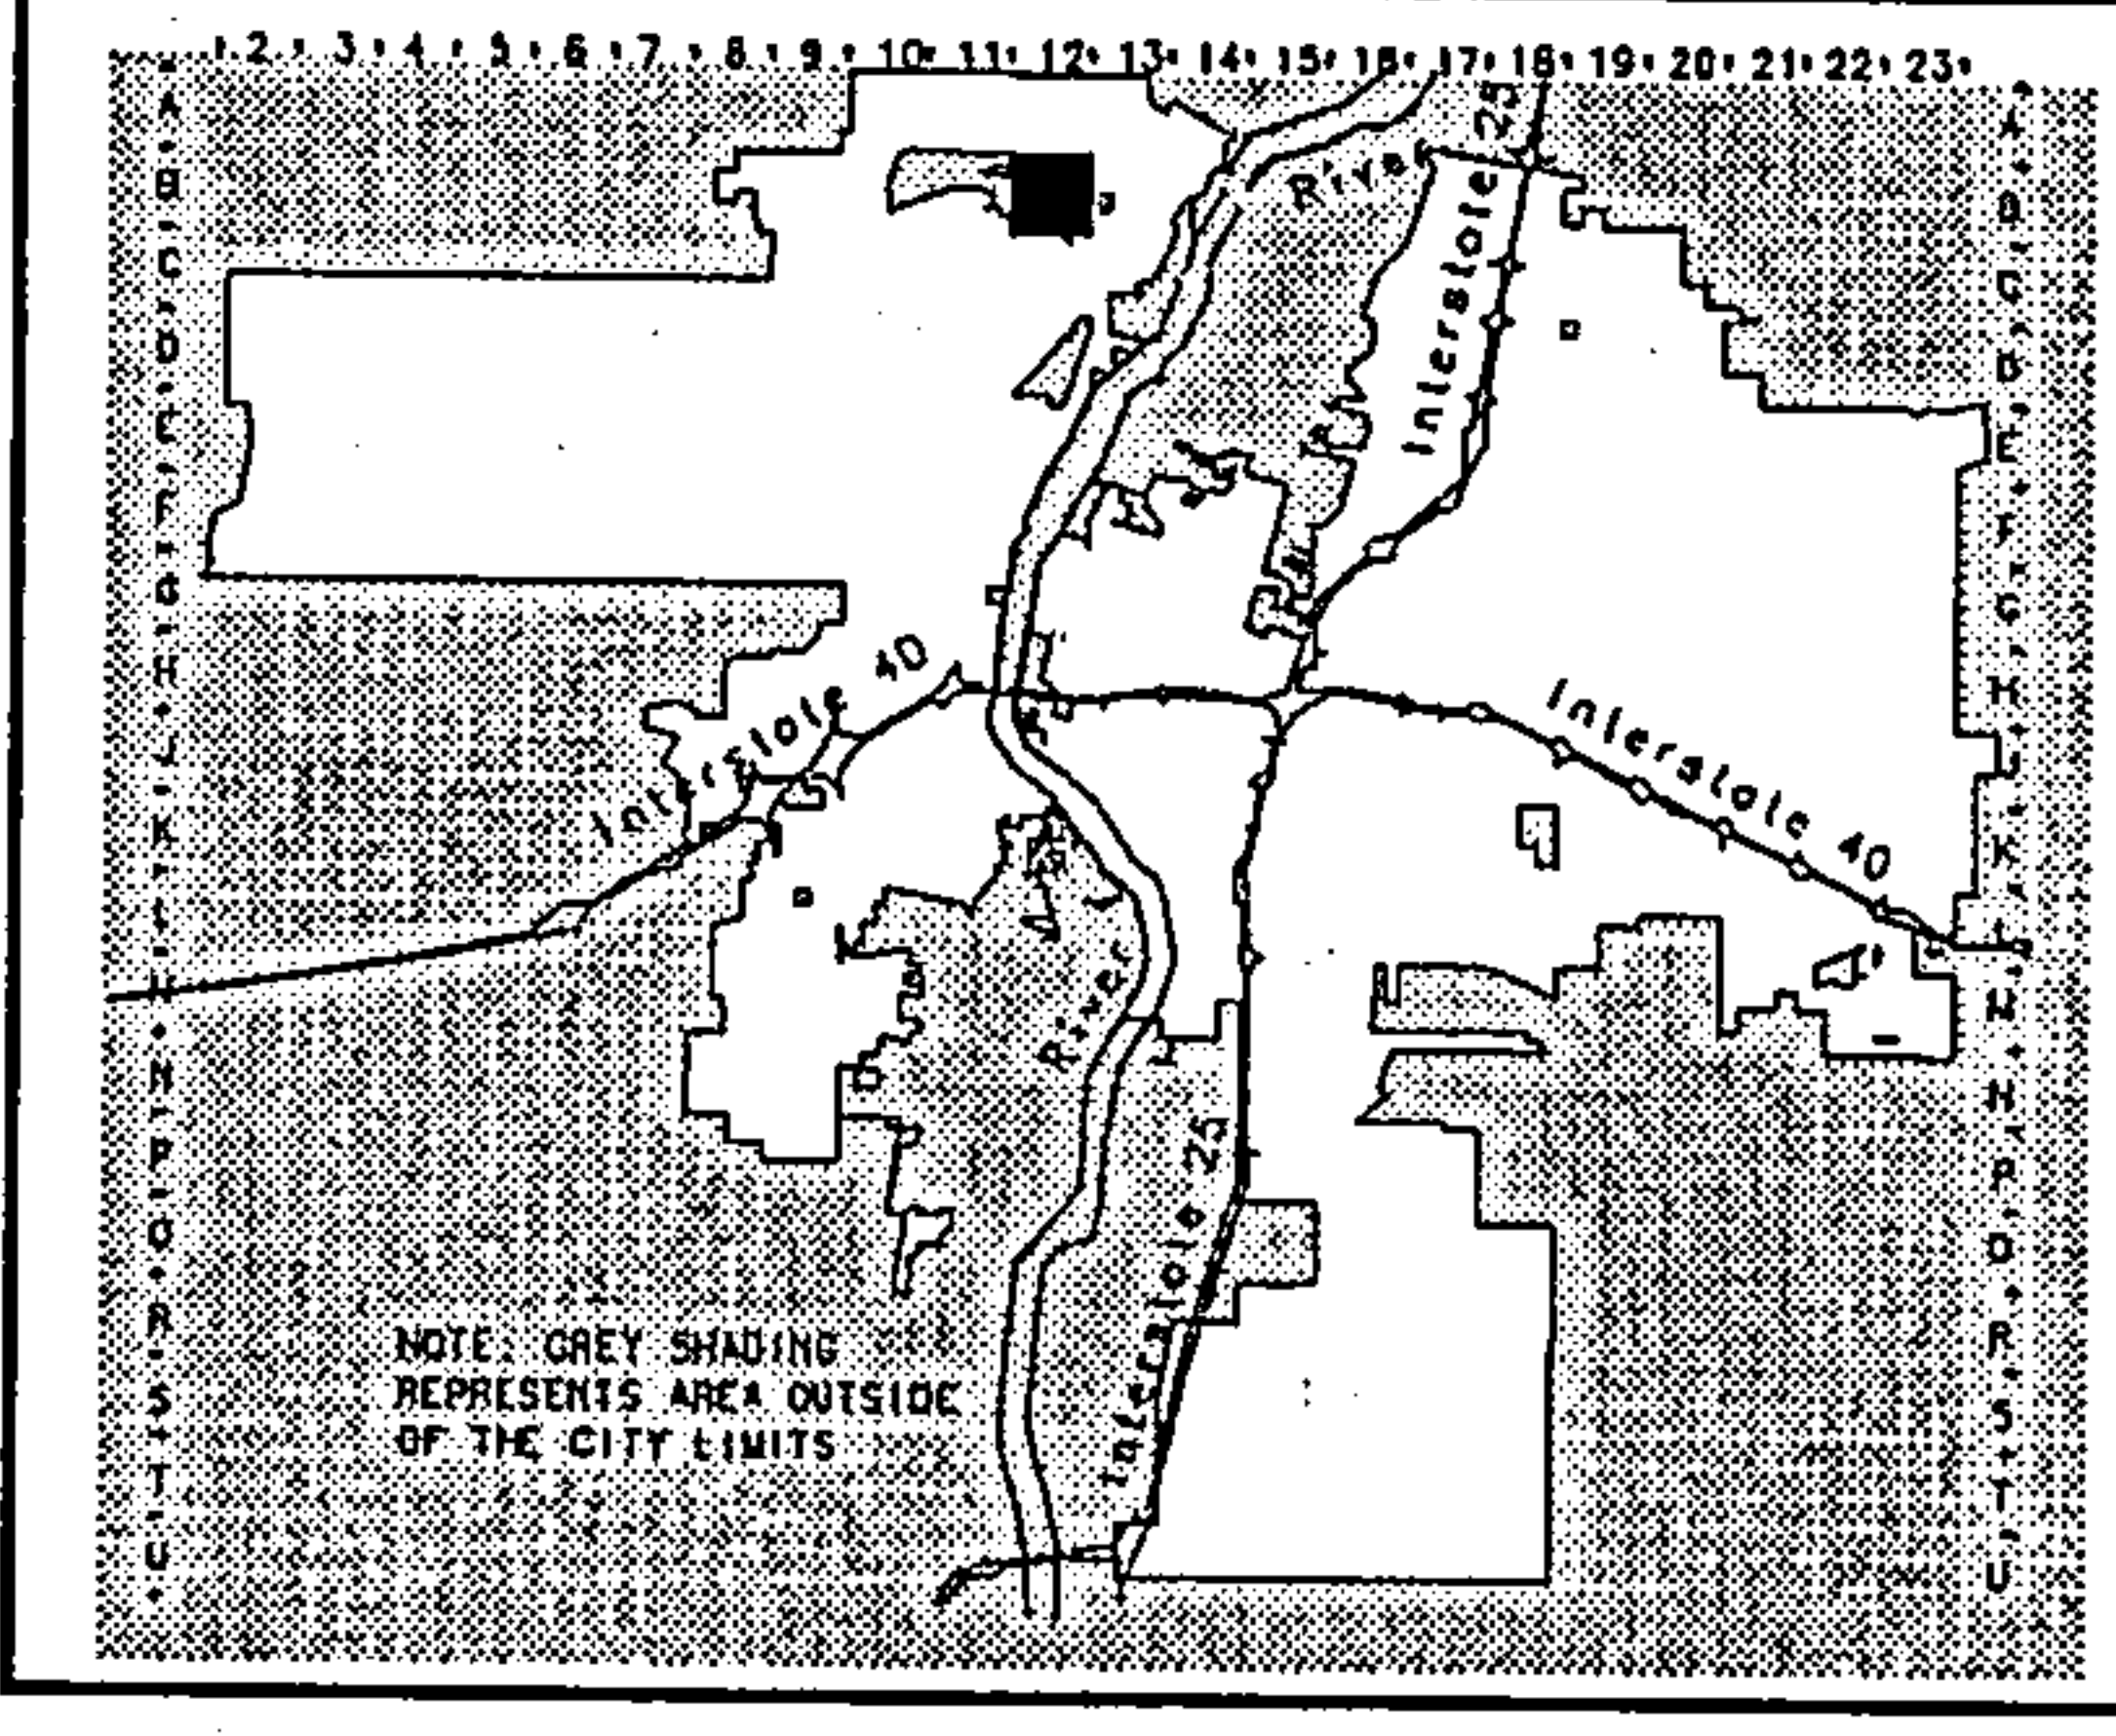 2 3 4 5 6 7 8 9 10 11 12 13 14 15 16 17 18 19 20 21 22 23
A
B
C
D
E
F
G
H
J
K
L
M
N
P
Q
R
S
T
U
A
B
C
D
E
F
G
H
J
K
L
M
N
P
Q
R
S
T
U
River
Interstate 25
Interstate 40
Interstate 40
River
Interstate 25
NOTE: GREY SHADING
REPRESENTS AREA OUTSIDE
OF THE CITY LIMITS